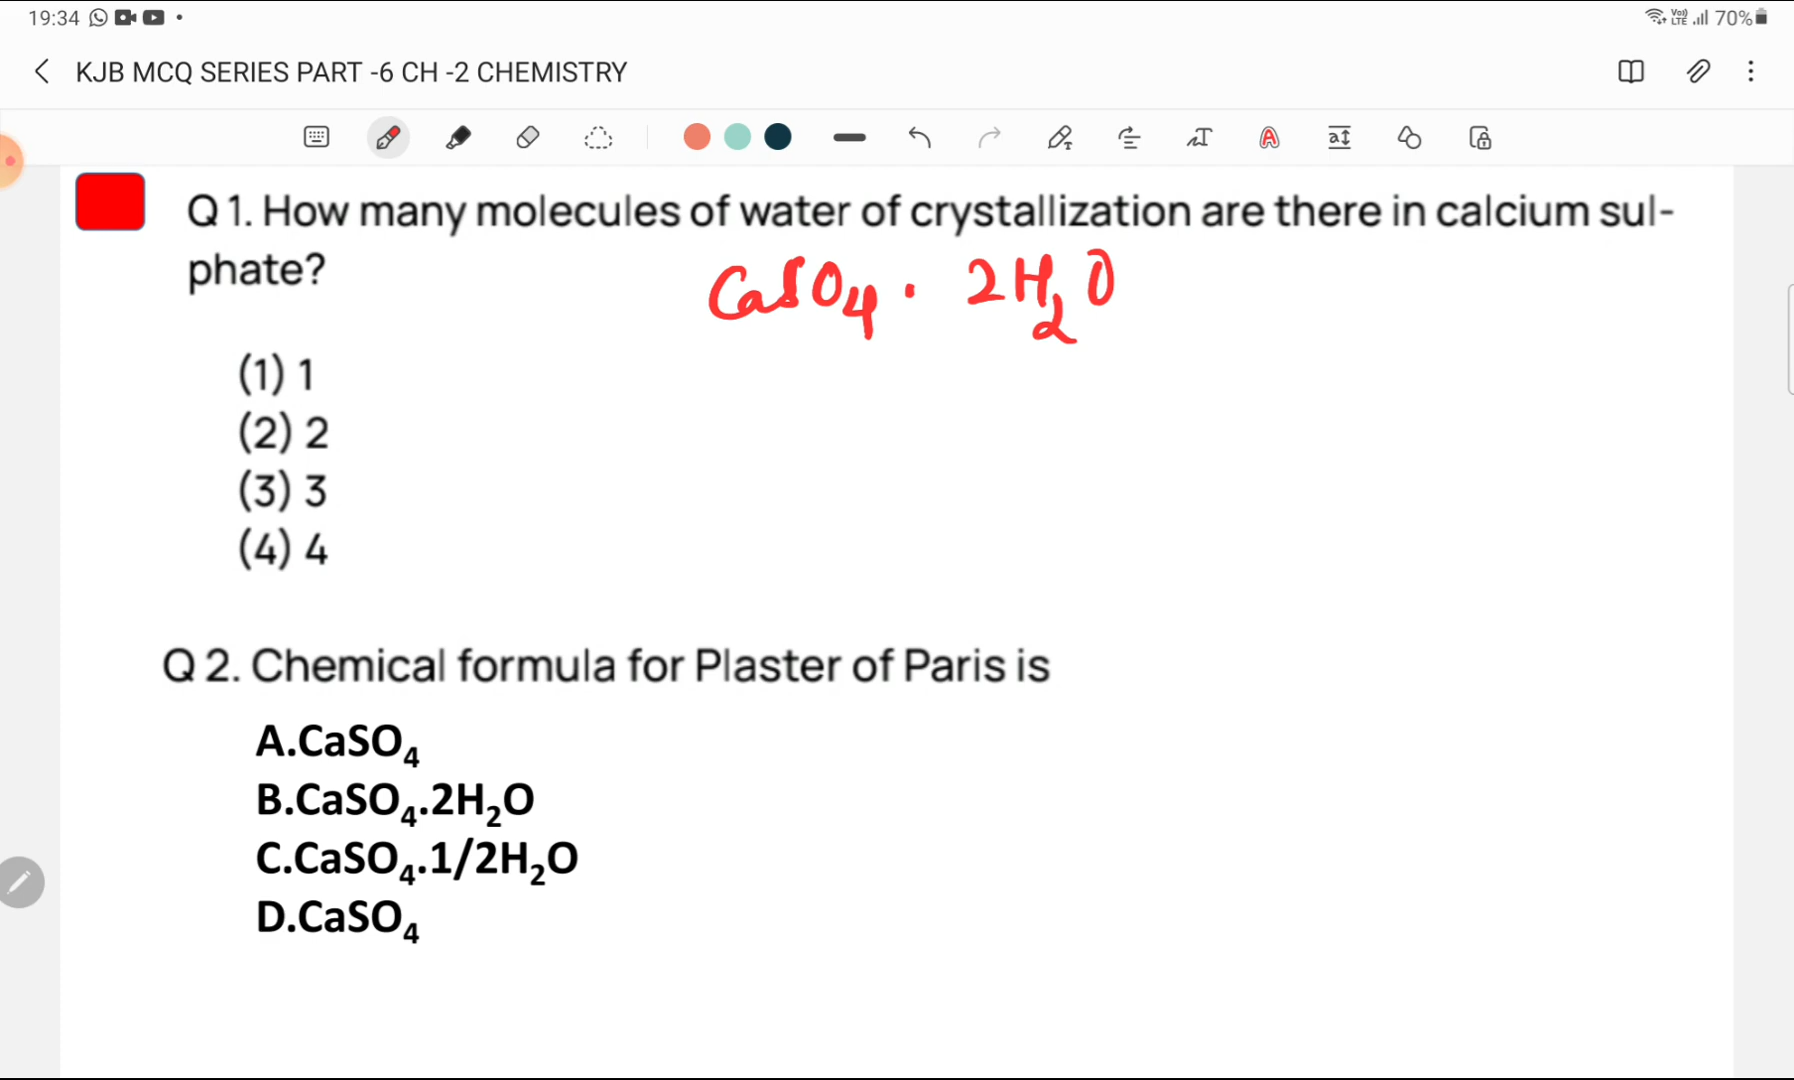 19:34
70%
KJB MCQ SERIES PART -6 CH -2 CHEMISTRY
Q 1. How many molecules of water of crystallization are there in calcium sul-
phate?
CaSO₄ . 2H₂O
(1) 1
(2) 2
(3) 3
(4) 4
Q 2. Chemical formula for Plaster of Paris is
A.CaSO₄
B.CaSO₄.2H₂O
C.CaSO₄.1/2H₂O
D.CaSO₄